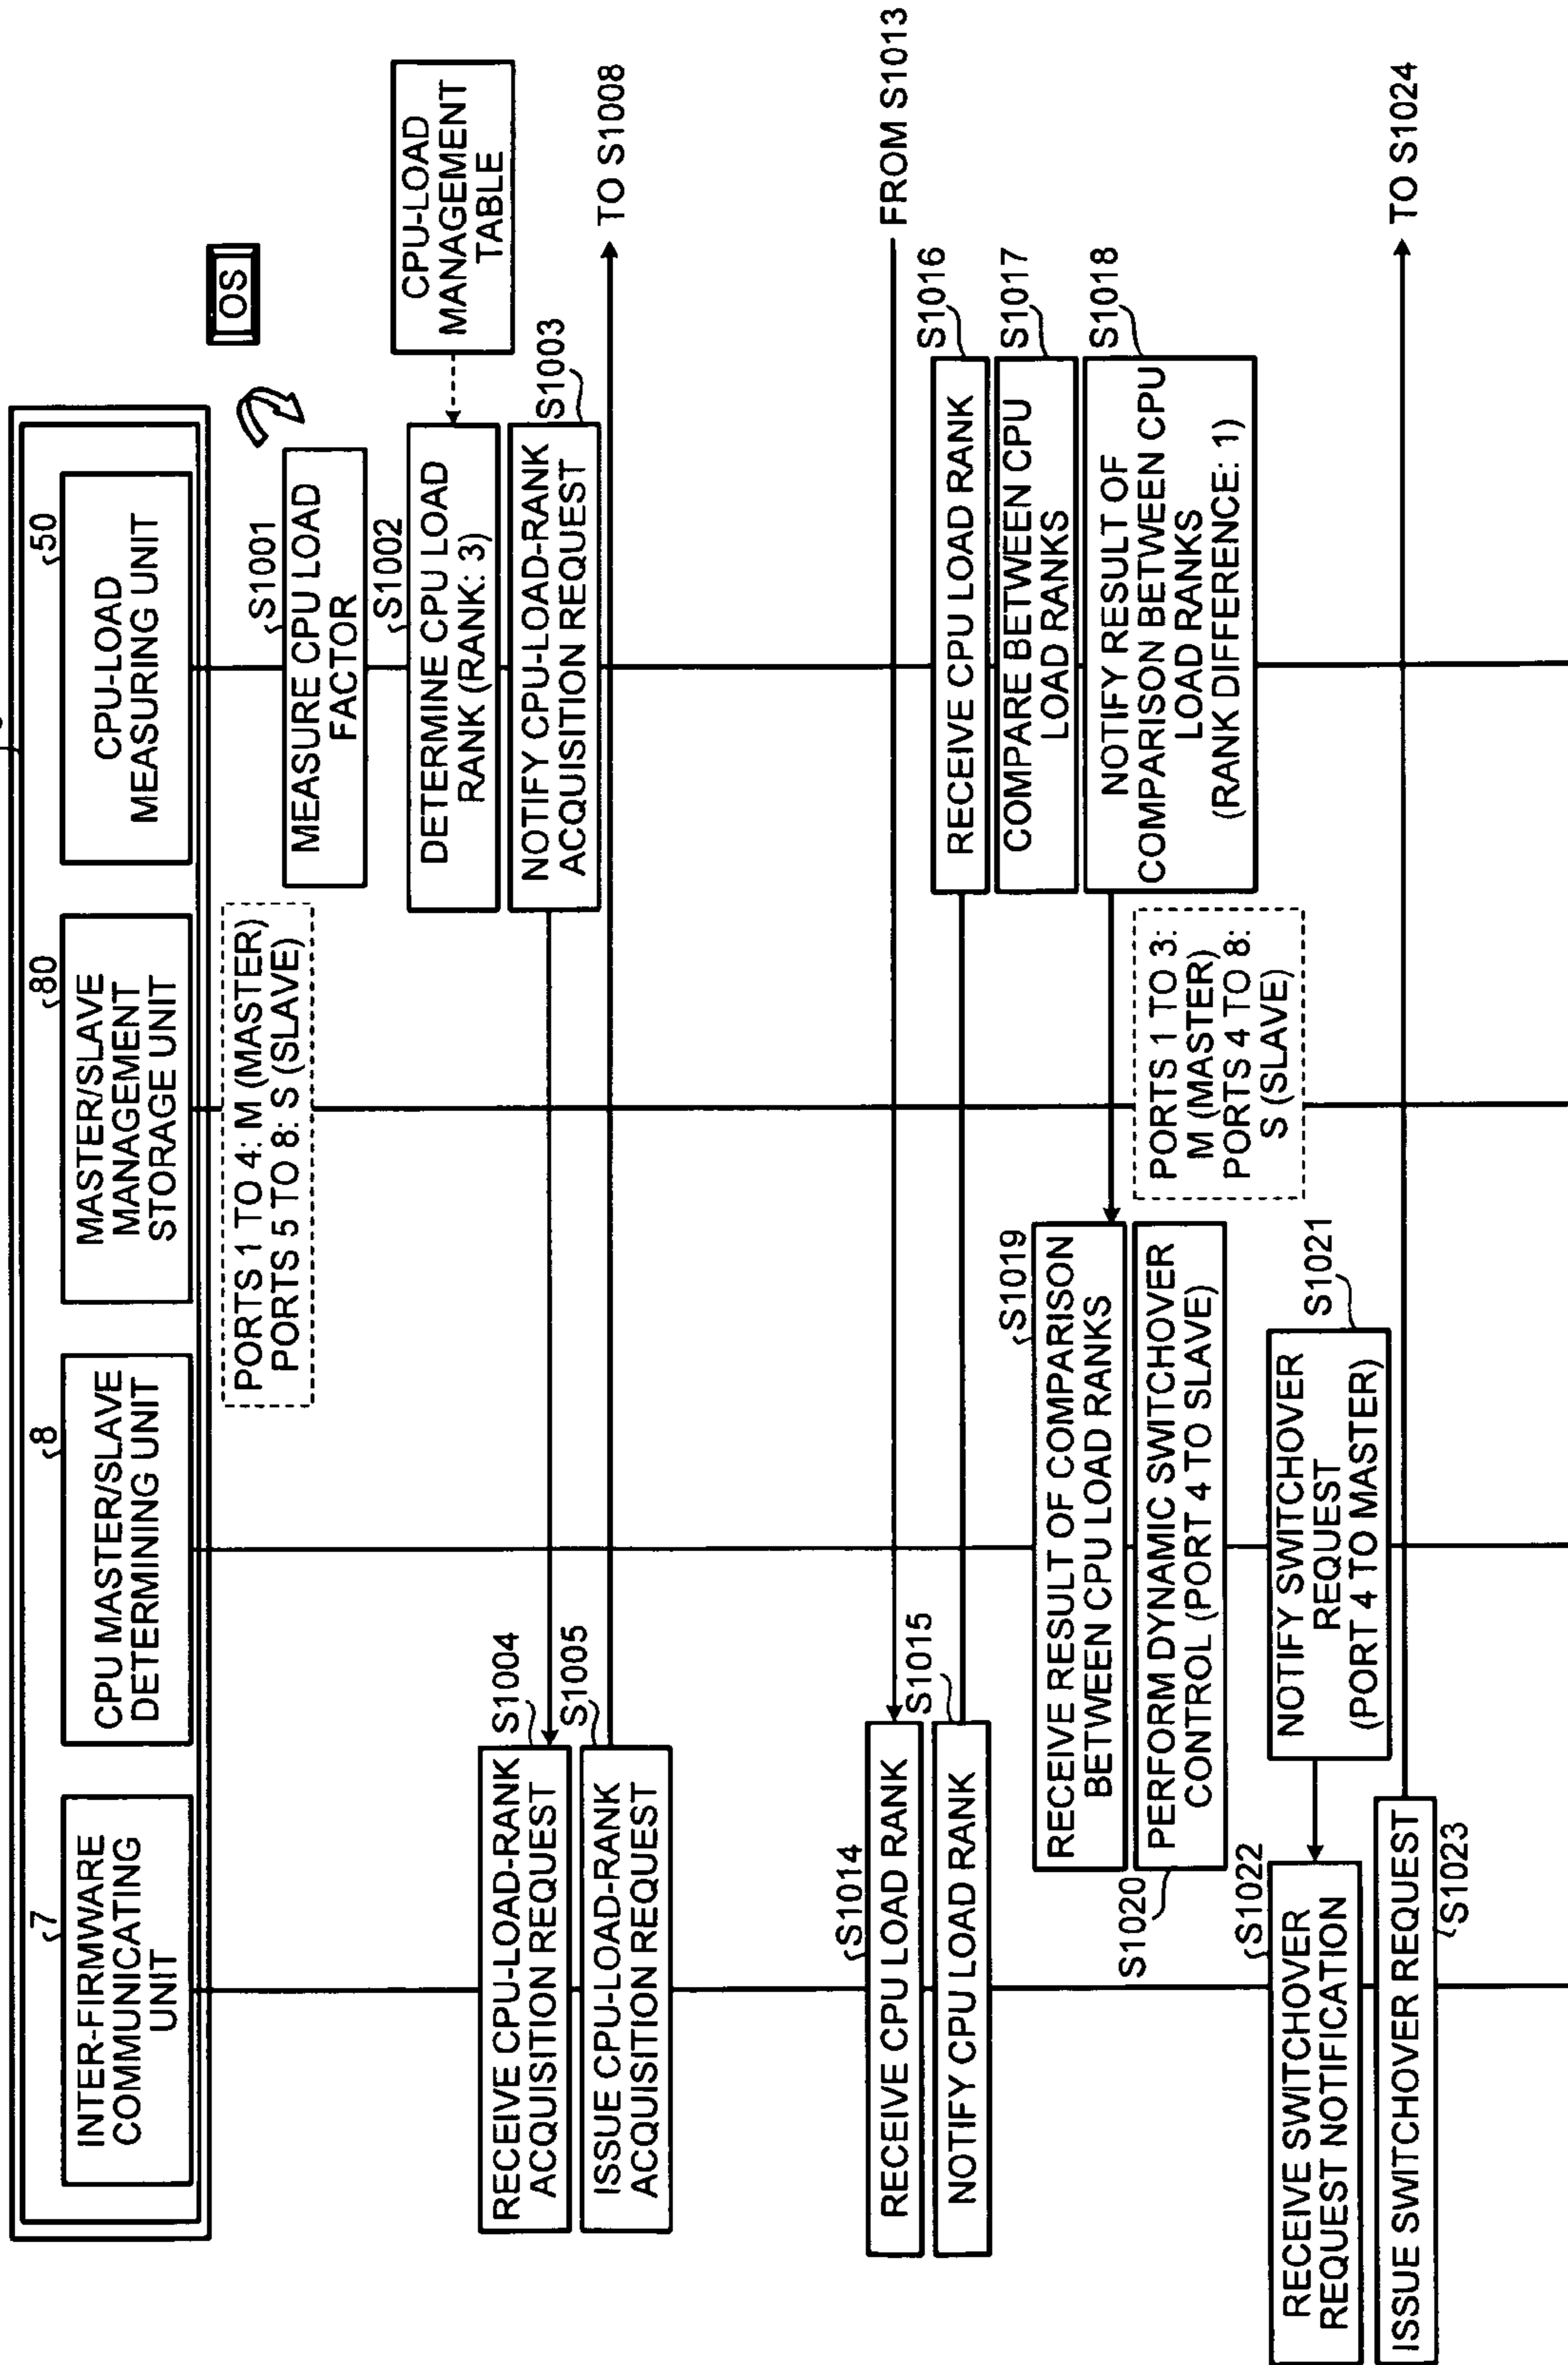 7
INTER-FIRMWARE
COMMUNICATING
UNIT
8
CPU MASTER/SLAVE
DETERMINING UNIT
80
MASTER/SLAVE
MANAGEMENT
STORAGE UNIT
50
CPU-LOAD
MEASURING UNIT
PORTS 1 TO 4: M (MASTER)
PORTS 5 TO 8: S (SLAVE)
OS
S1001
MEASURE CPU LOAD
FACTOR
S1002
DETERMINE CPU LOAD
RANK (RANK: 3)
CPU-LOAD
MANAGEMENT
TABLE
S1003
NOTIFY CPU-LOAD-RANK
ACQUISITION REQUEST
S1004
RECEIVE CPU-LOAD-RANK
ACQUISITION REQUEST
S1005
ISSUE CPU-LOAD-RANK
ACQUISITION REQUEST
TO S1008
FROM S1013
S1014
RECEIVE CPU LOAD RANK
S1015
NOTIFY CPU LOAD RANK
S1016
RECEIVE CPU LOAD RANK
S1017
COMPARE BETWEEN CPU
LOAD RANKS
S1018
NOTIFY RESULT OF
COMPARISON BETWEEN CPU
LOAD RANKS
(RANK DIFFERENCE: 1)
S1019
RECEIVE RESULT OF COMPARISON
BETWEEN CPU LOAD RANKS
PORTS 1 TO 3:
M (MASTER)
PORTS 4 TO 8:
S (SLAVE)
S1020
PERFORM DYNAMIC SWITCHOVER
CONTROL (PORT 4 TO SLAVE)
S1021
NOTIFY SWITCHOVER
REQUEST
(PORT 4 TO MASTER)
S1022
RECEIVE SWITCHOVER
REQUEST NOTIFICATION
ISSUE SWITCHOVER REQUEST
S1023
TO S1024